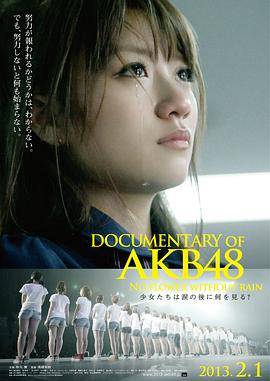 努力が報われるかどうかは、わからない。
でも、努力しないと何も始まらない。
DOCUMENTARY OF
AKB48
NO FLOWER WITHOUT RAIN
少女たちは涙の後に何を見る?
2013.2.1